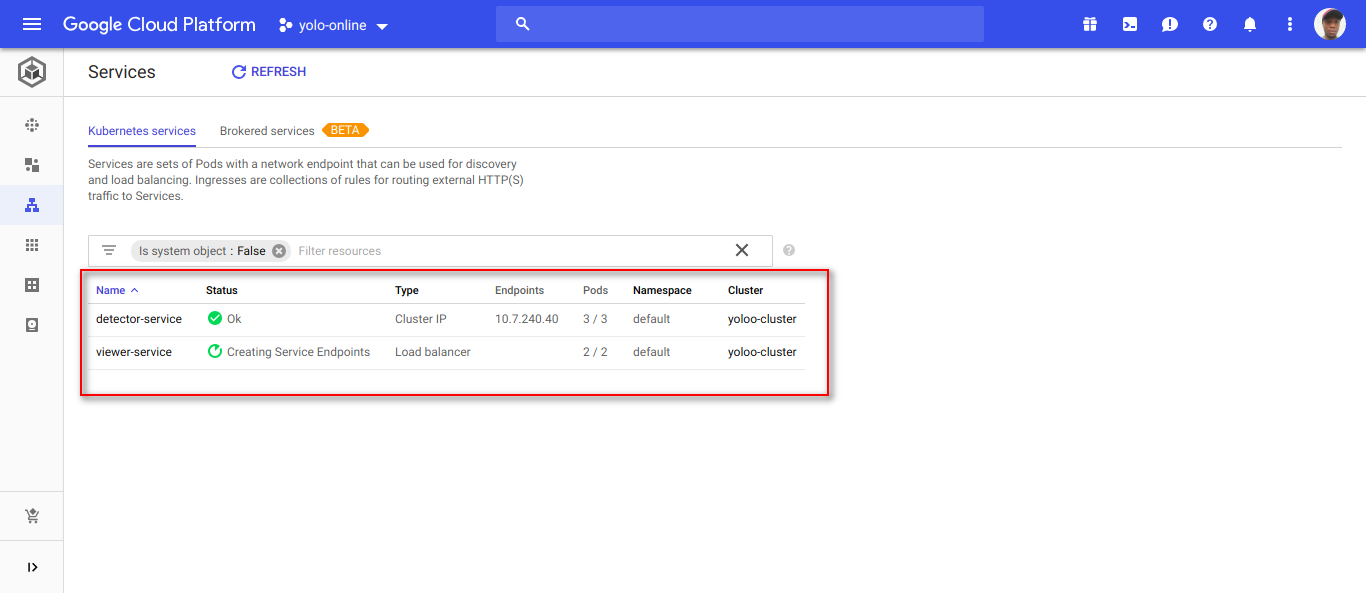 Google Cloud Platform yolo-online
Services REFRESH
Kubernetes services Brokered services BETA
Services are sets of Pods with a network endpoint that can be used for discovery
and load balancing. Ingresses are collections of rules for routing external HTTP(S)
traffic to Services.
Is system object : False Filter resources
Name Status Type Endpoints Pods Namespace Cluster
detector-service Ok Cluster IP 10.7.240.40 3 / 3 default yoloo-cluster
viewer-service Creating Service Endpoints Load balancer 2 / 2 default yoloo-cluster